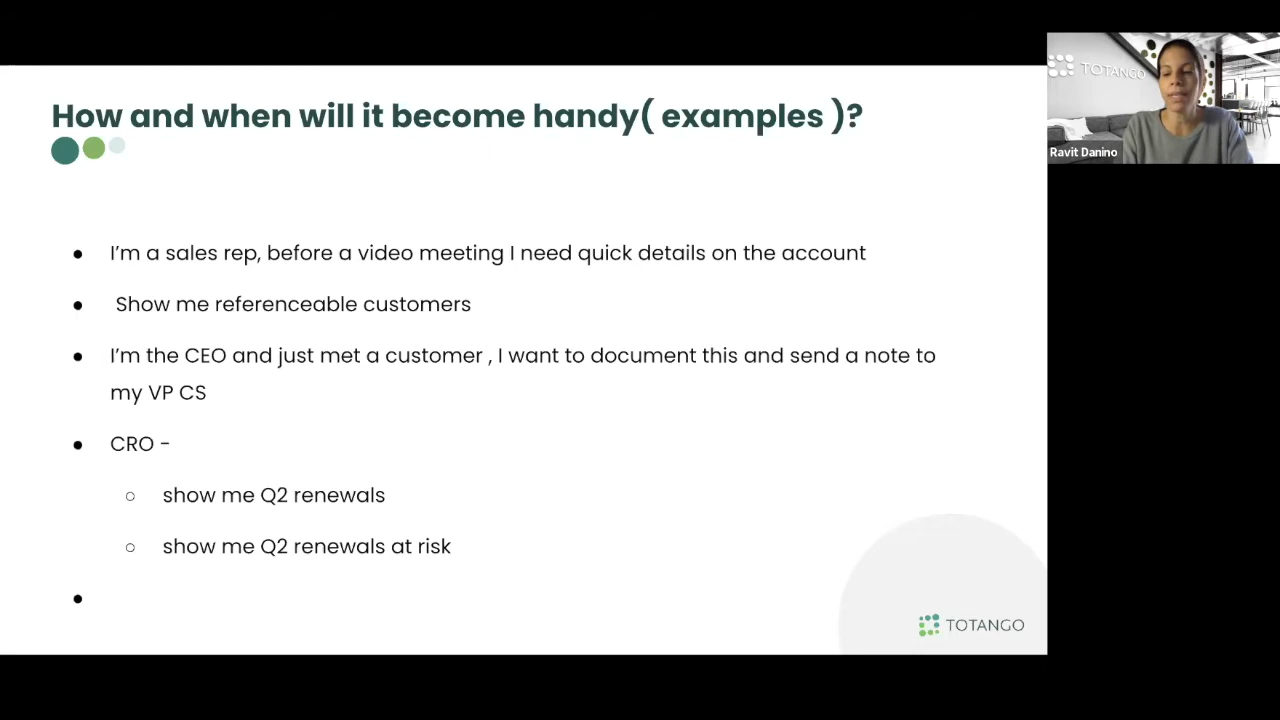 How and when will it become handy( examples )?
TOTANGO
Ravit Danino
● I’m a sales rep, before a video meeting I need quick details on the account
● Show me referenceable customers
● I’m the CEO and just met a customer , I want to document this and send a note to
my VP CS
● CRO -
○ show me Q2 renewals
○ show me Q2 renewals at risk
●
TOTANGO